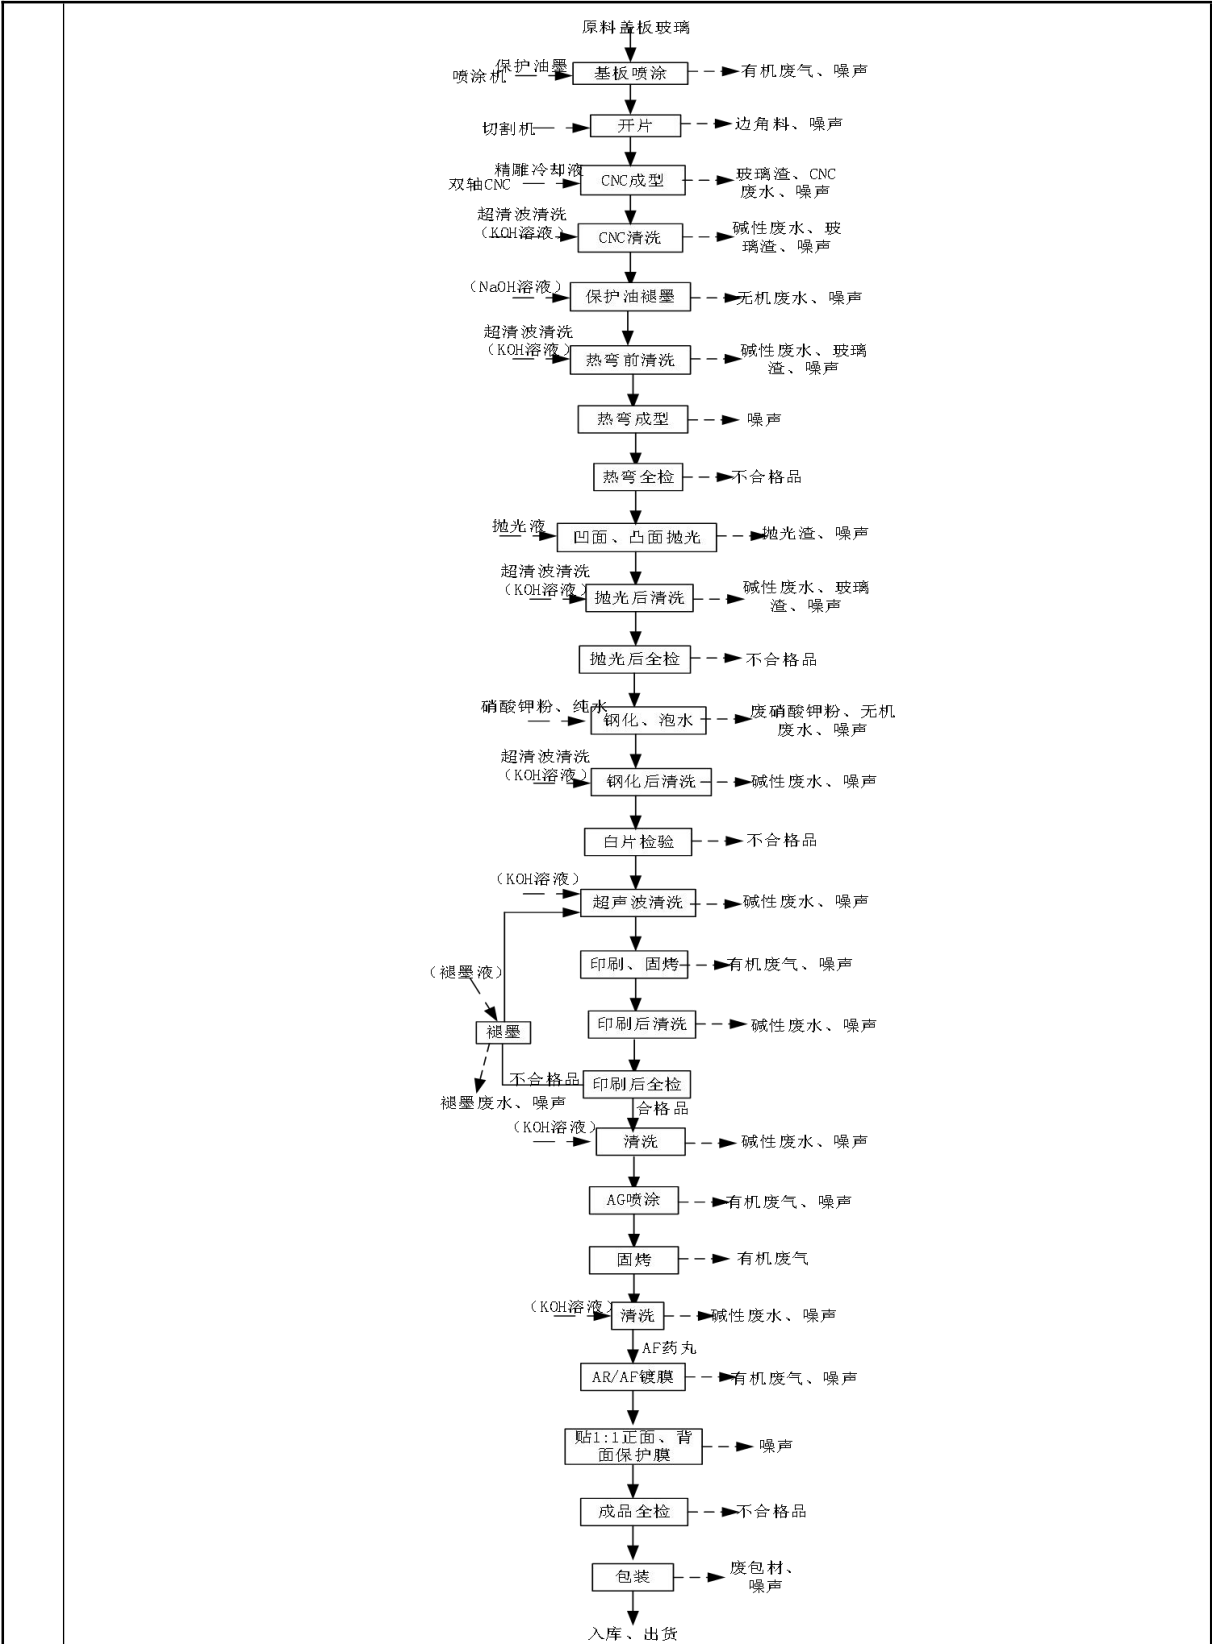 原料盖板玻璃
保护油墨
喷涂机
基板喷涂
有机废气、噪声
切割机
开片
边角料、噪声
精雕冷却液
双轴CNC
CNC成型
玻璃渣、CNC
废水、噪声
超清波清洗
（KOH溶液）
CNC清洗
碱性废水、玻
璃渣、噪声
（NaOH溶液）
保护油褪墨
无机废水、噪声
超清波清洗
（KOH溶液）
热弯前清洗
碱性废水、玻璃
渣、噪声
热弯成型
噪声
热弯全检
不合格品
抛光液
凹面、凸面抛光
抛光渣、噪声
超清波清洗
（KOH溶液）
抛光后清洗
碱性废水、玻璃
渣、噪声
抛光后全检
不合格品
硝酸钾粉、纯水
钢化、泡水
废硝酸钾粉、无机
废水、噪声
超清波清洗
（KOH溶液）
钢化后清洗
碱性废水、噪声
白片检验
不合格品
（KOH溶液）
超声波清洗
碱性废水、噪声
印刷、固烤
有机废气、噪声
（褪墨液）
印刷后清洗
碱性废水、噪声
褪墨
不合格品
印刷后全检
褪墨废水、噪声
合格品
（KOH溶液）
清洗
碱性废水、噪声
AG喷涂
有机废气、噪声
固烤
有机废气
（KOH溶液）
清洗
碱性废水、噪声
AF药丸
AR/AF镀膜
有机废气、噪声
贴1:1正面、背
面保护膜
噪声
成品全检
不合格品
包装
废包材、
噪声
入库、出货